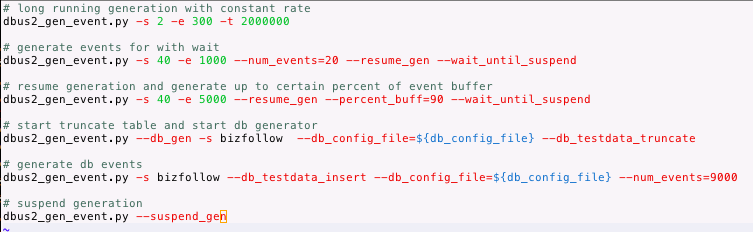 # long running generation with constant rate
dbus2_gen_event.py -s 2 -e 300 -t 2000000
# generate events for with wait
dbus2_gen_event.py -s 40 -e 1000 --num_events=20 --resume_gen --wait_until_suspend
# resume generation and generate up to certain percent of event buffer
dbus2_gen_event.py -s 40 -e 5000 --resume_gen --percent_buff=90 --wait_until_suspend
# start truncate table and start db generator
dbus2_gen_event.py --db_gen -s bizfollow  --db_config_file=${db_config_file} --db_testdata_truncate
# generate db events
dbus2_gen_event.py -s bizfollow --db_testdata_insert --db_config_file=${db_config_file} --num_events=9000
# suspend generation
dbus2_gen_event.py --suspend_gen
~